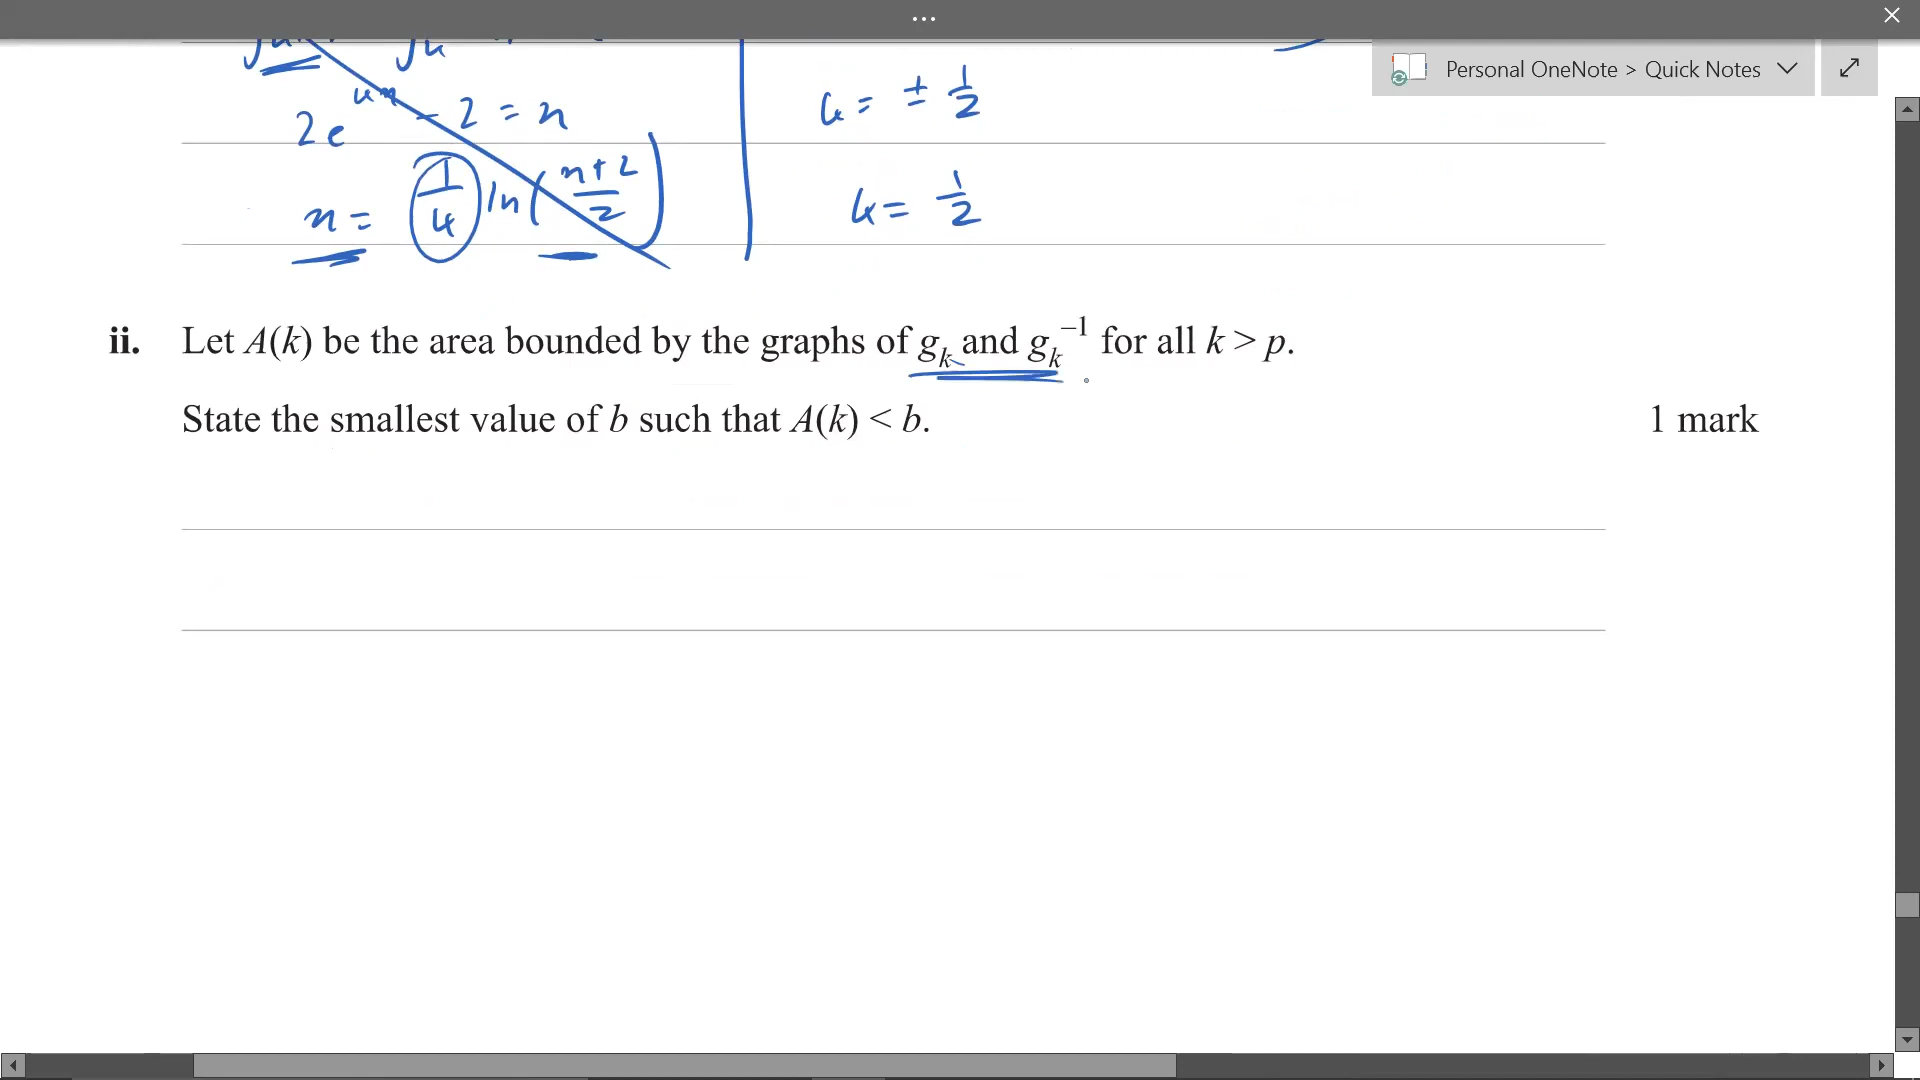 ...
Personal OneNote > Quick Notes
2e^{kn} - 2 = n
k = ± 1/2
n = 1/4 ln((n+2)/2)
k = 1/2
ii. Let A(k) be the area bounded by the graphs of g_k and g_k^{-1} for all k > p.
State the smallest value of b such that A(k) < b. 1 mark